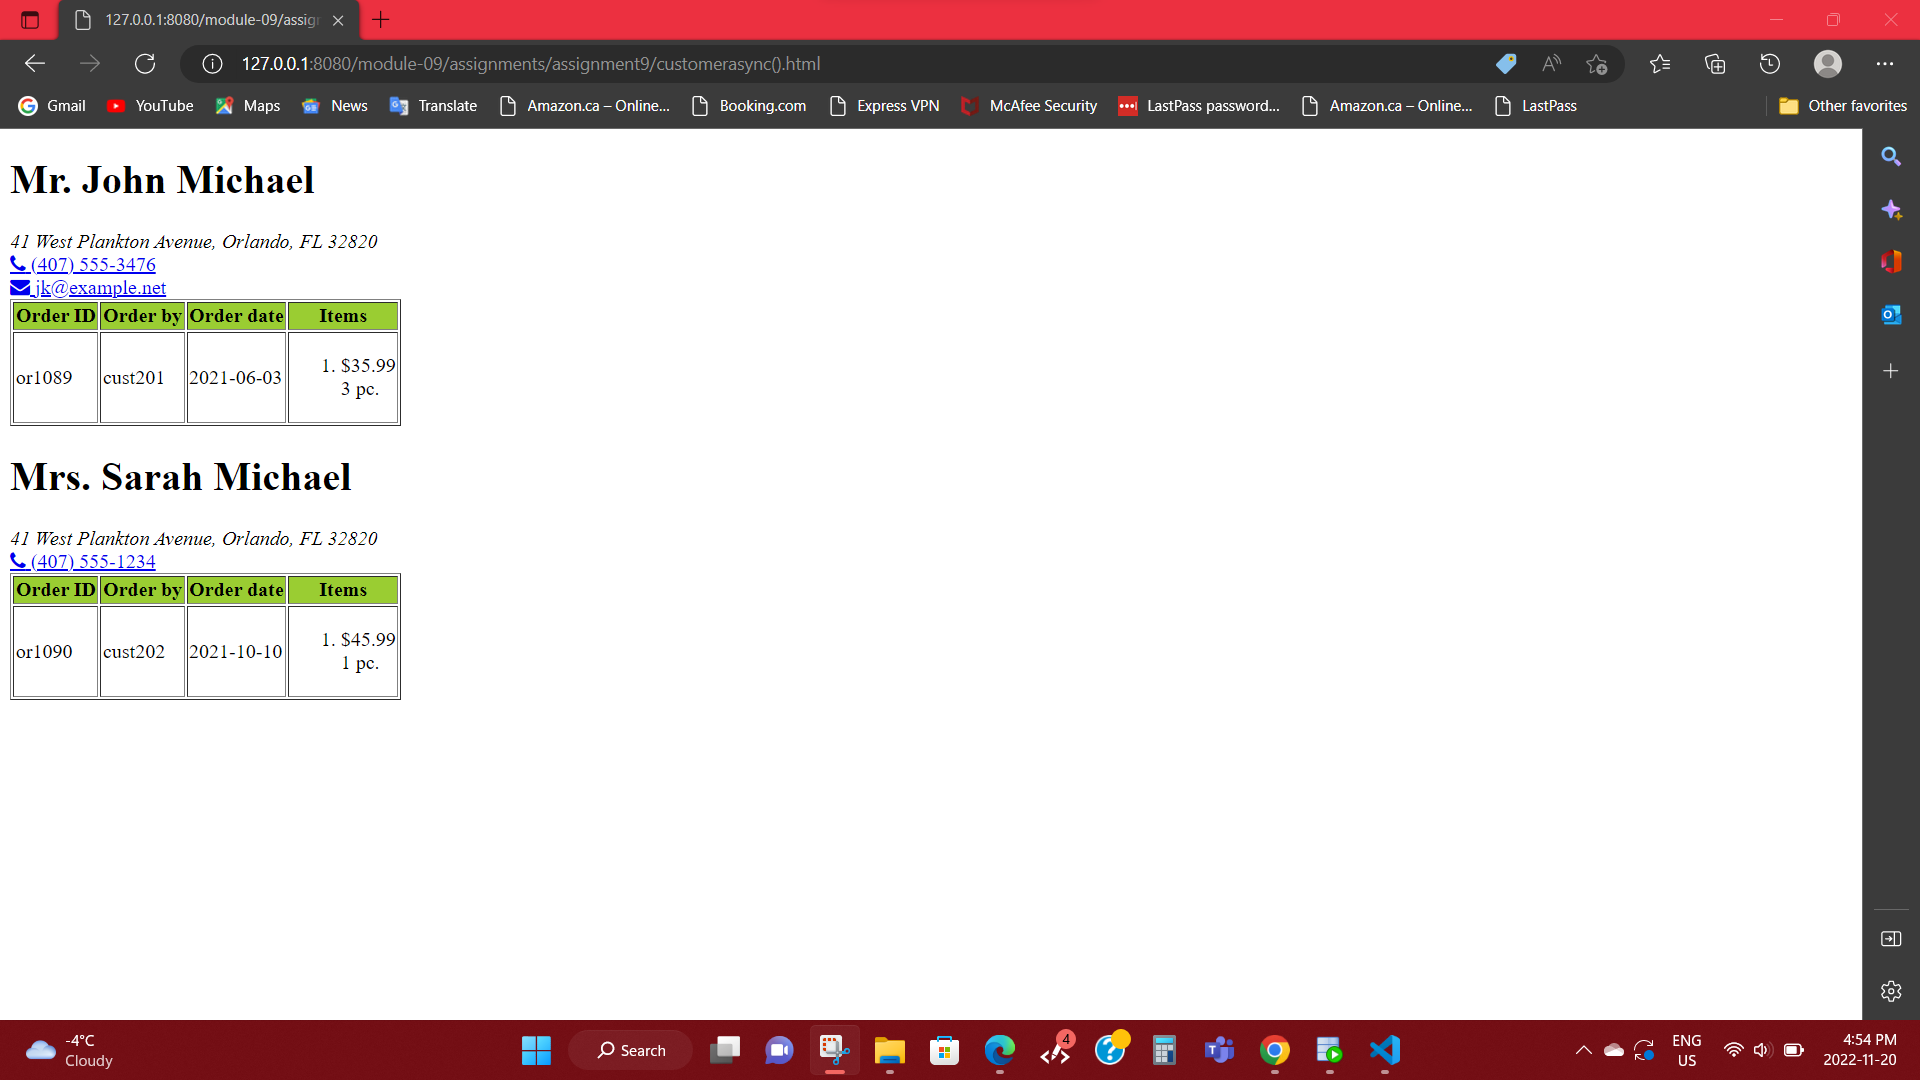 127.0.0.1:8080/module-09/assig
127.0.0.1:8080/module-09/assignments/assignment9/customerasync().html
Gmail YouTube Maps News Translate Amazon.ca – Online... Booking.com Express VPN McAfee Security LastPass password... Amazon.ca – Online... LastPass Other favorites
Mr. John Michael
41 West Plankton Avenue, Orlando, FL 32820
(407) 555-3476
jk@example.net
Order ID Order by Order date Items
or1089 cust201 2021-06-03 1. $35.99
3 pc.
Mrs. Sarah Michael
41 West Plankton Avenue, Orlando, FL 32820
(407) 555-1234
Order ID Order by Order date Items
or1090 cust202 2021-10-10 1. $45.99
1 pc.
-4°C
Cloudy
Search
4
ENG
US
4:54 PM
2022-11-20